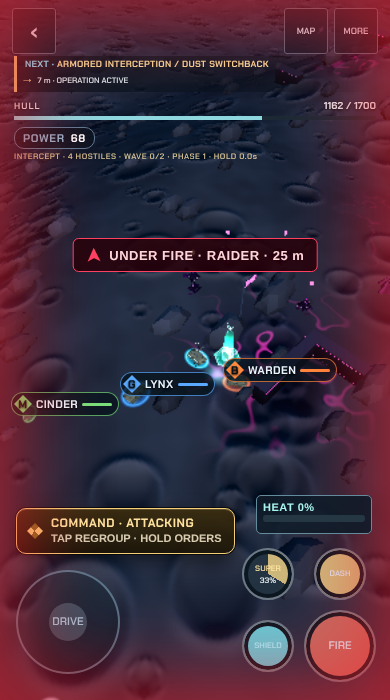 ‹
MAP
MORE
NEXT · ARMORED INTERCEPTION / DUST SWITCHBACK
→ 7 m · OPERATION ACTIVE
HULL
1162 / 1700
POWER 68
INTERCEPT · 4 HOSTILES · WAVE 0/2 · PHASE 1 · HOLD 0.0s
UNDER FIRE · RAIDER · 25 m
B WARDEN
LYNX
M CINDER
HEAT 0%
COMMAND · ATTACKING
TAP REGROUP · HOLD ORDERS
SUPER
33%
DASH
DRIVE
SHIELD
FIRE